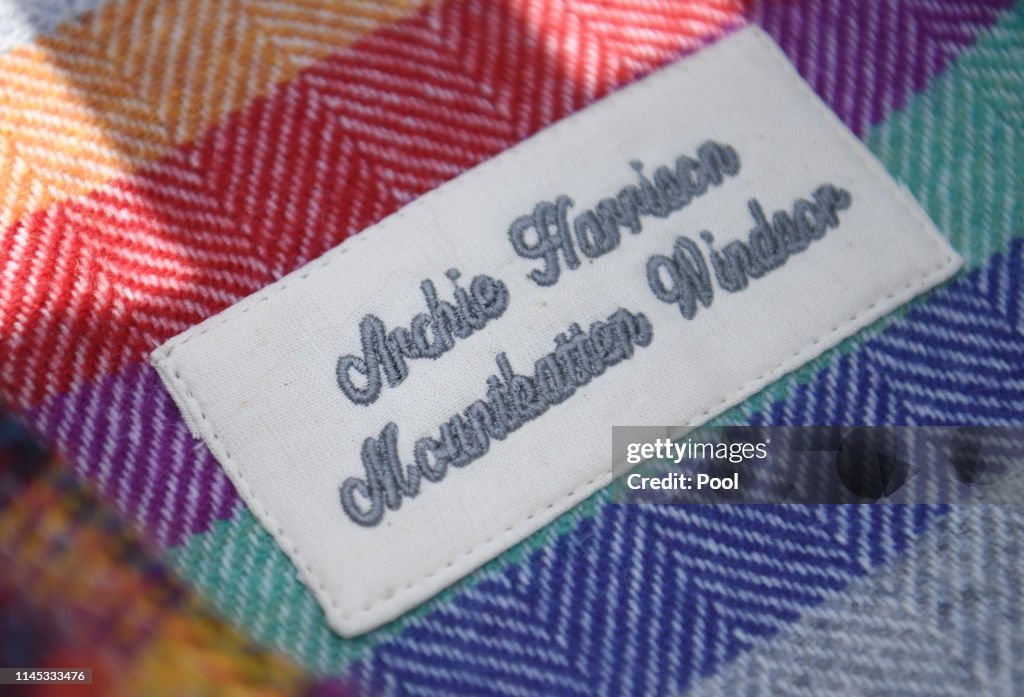 Archie Harrison
Mountbatten Windsor
gettyimages®
Credit: Pool
1145333476